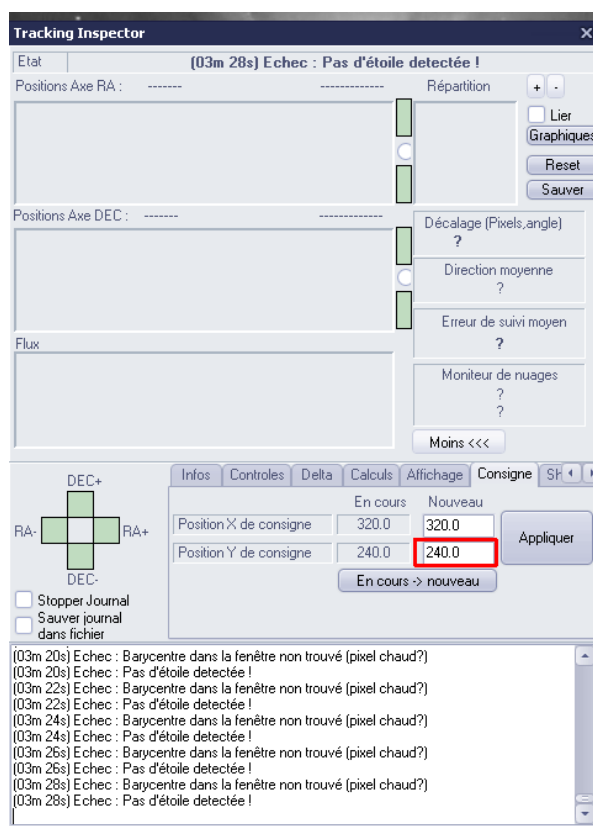 Tracking Inspector
Etat (03m 28s) Echec : Pas d'étoile detectée !
Positions Axe RA : ------- ------------- Répartition + -
Lier
Graphiques
Reset
Sauver
Positions Axe DEC : ------- -------------
Décalage (Pixels,angle)
?
Direction moyenne
?
Erreur de suivi moyen
?
Flux
Moniteur de nuages
?
?
Moins <<<
Infos Controles Delta Calculs Affichage Consigne Sh
DEC+
RA- RA+
DEC-
En cours Nouveau
Position X de consigne 320.0 320.0
Position Y de consigne 240.0 240.0
Appliquer
En cours -> nouveau
Stopper Journal
Sauver journal
dans fichier
(03m 20s) Echec : Barycentre dans la fenêtre non trouvé (pixel chaud?)
(03m 20s) Echec : Pas d'étoile detectée !
(03m 22s) Echec : Barycentre dans la fenêtre non trouvé (pixel chaud?)
(03m 22s) Echec : Pas d'étoile detectée !
(03m 24s) Echec : Barycentre dans la fenêtre non trouvé (pixel chaud?)
(03m 24s) Echec : Pas d'étoile detectée !
(03m 26s) Echec : Barycentre dans la fenêtre non trouvé (pixel chaud?)
(03m 26s) Echec : Pas d'étoile detectée !
(03m 28s) Echec : Barycentre dans la fenêtre non trouvé (pixel chaud?)
(03m 28s) Echec : Pas d'étoile detectée !